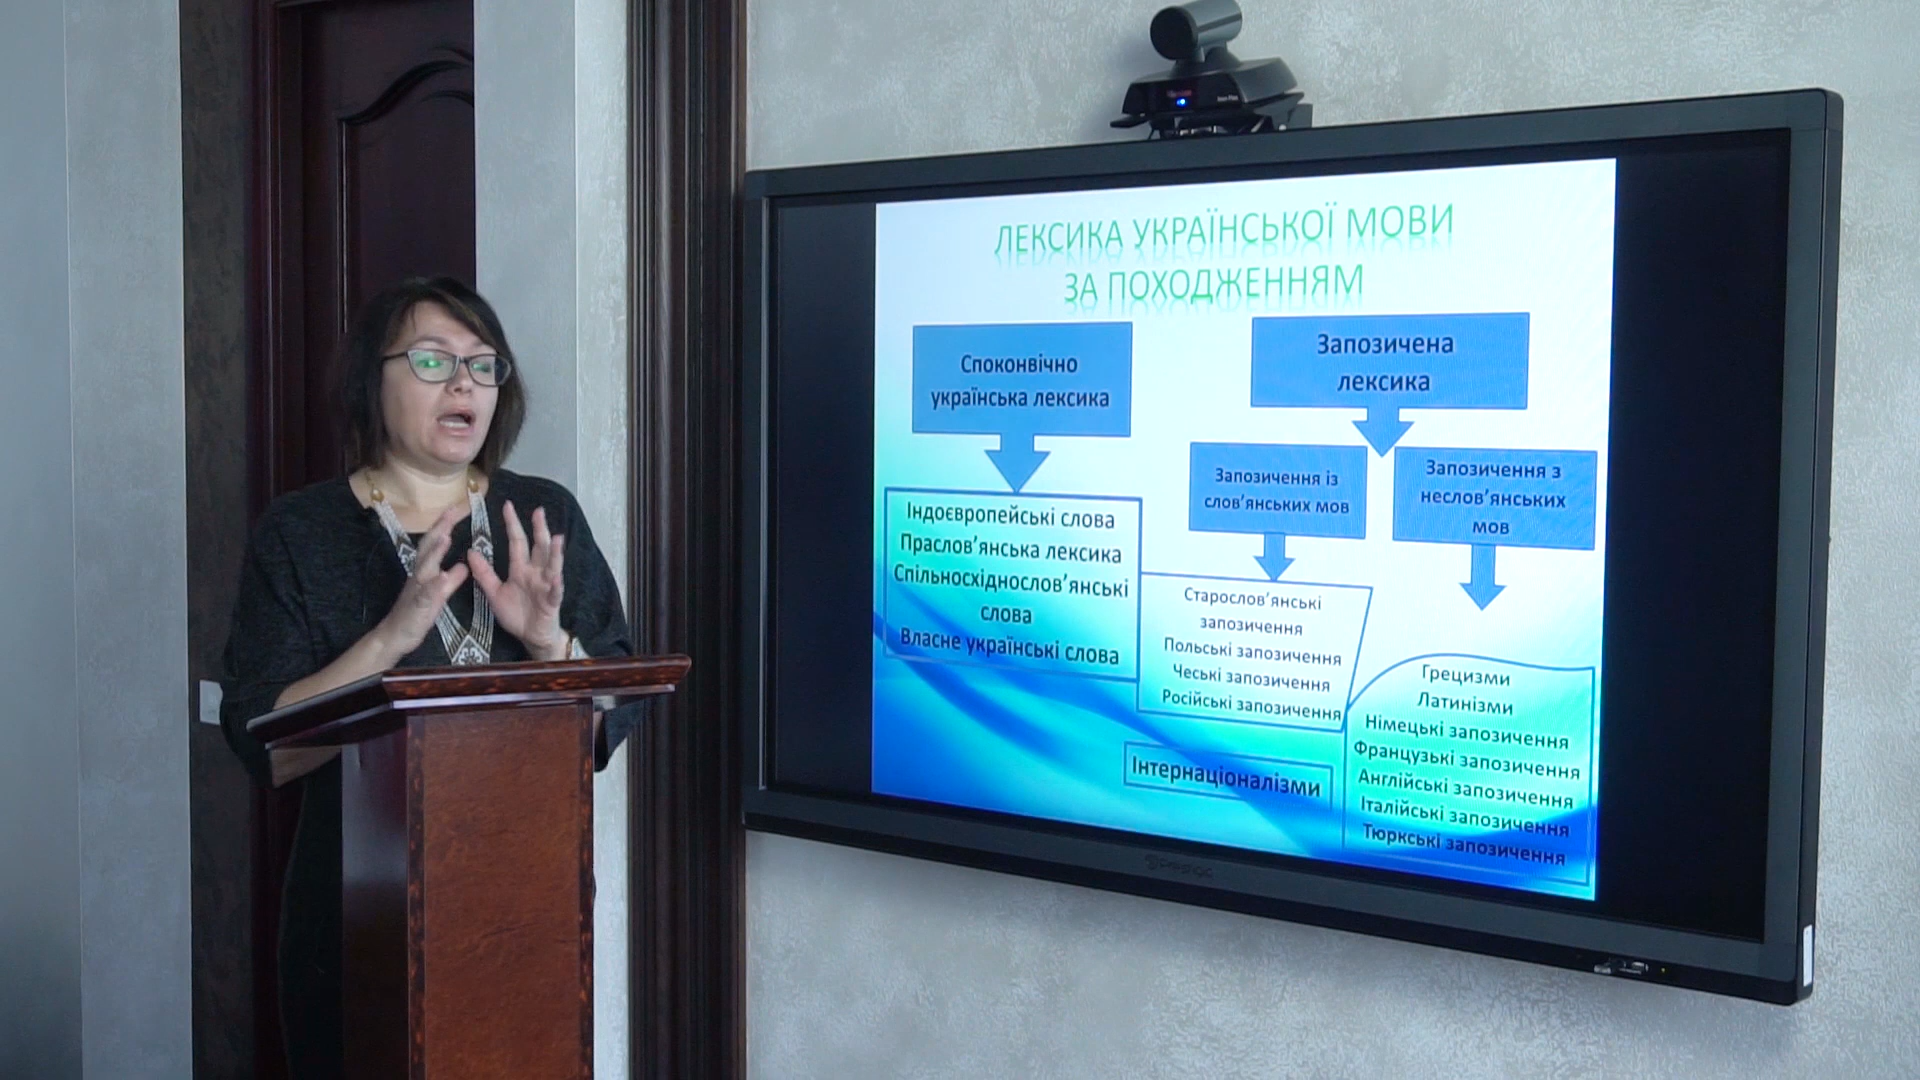 ЛЕКСИКА УКРАЇНСЬКОЇ МОВИ
ЗА ПОХОДЖЕННЯМ
Споконвічно
українська лексика
Індоєвропейські слова
Праслов'янська лексика
Спільносхіднослов'янські
слова
Власне українські слова
Запозичена
лексика
Запозичення із
слов'янських мов
Старослов'янські
запозичення
Польські запозичення
Чеські запозичення
Російські запозичення
Запозичення з
неслов'янських
мов
Грецизми
Латинізми
Німецькі запозичення
Французькі запозичення
Англійські запозичення
Італійські запозичення
Тюркські запозичення
Інтернаціоналізми